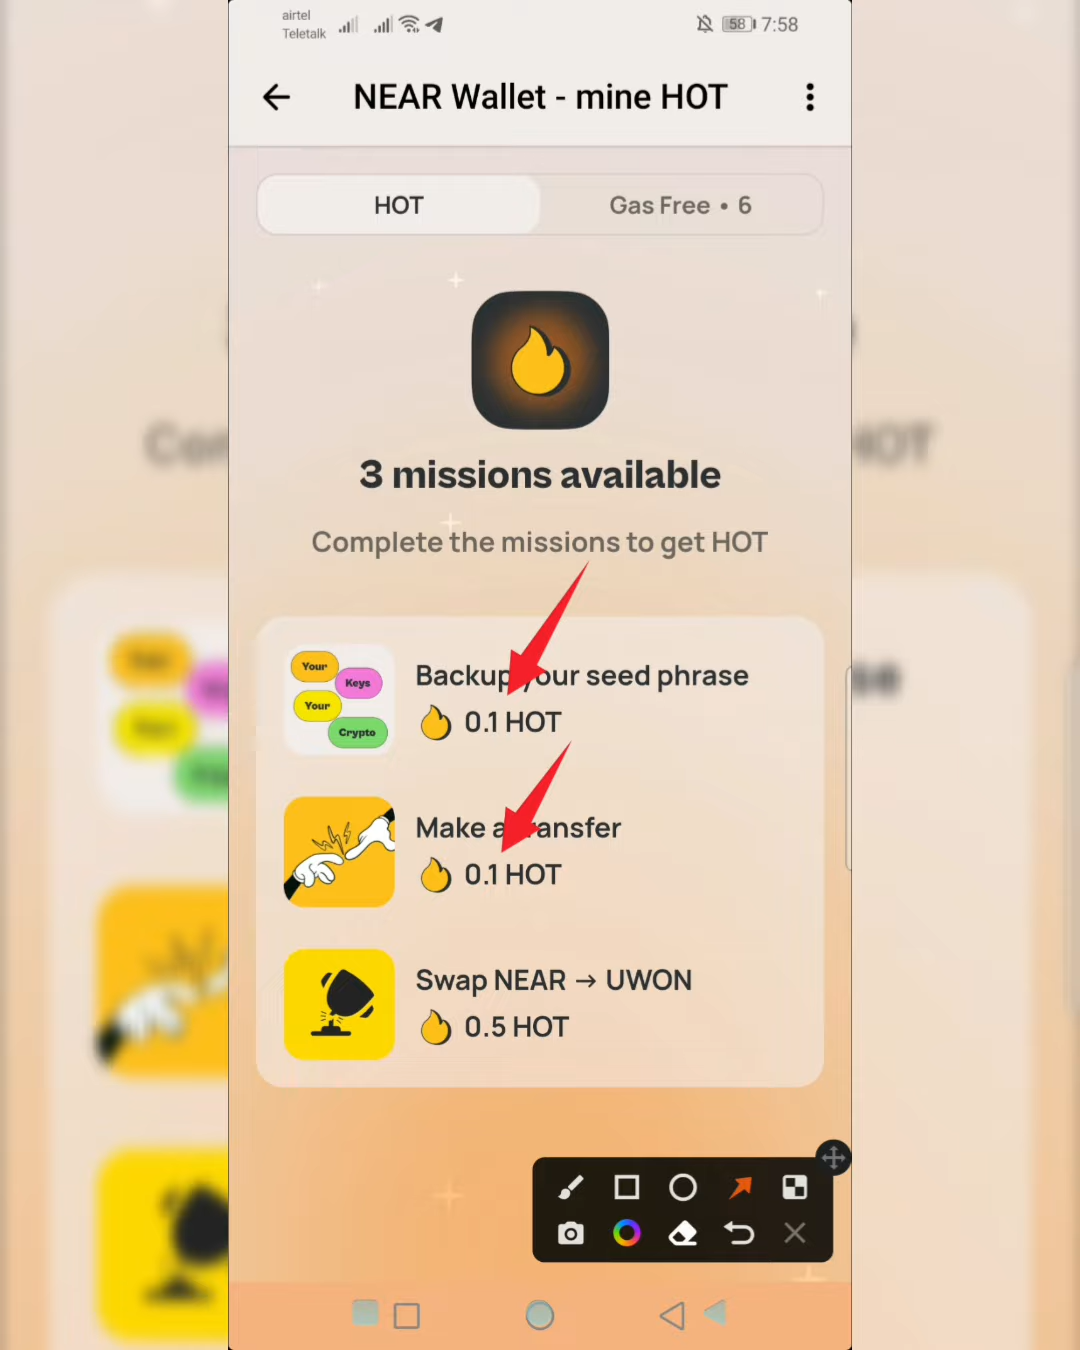 airtel
Teletalk
58 7:58
NEAR Wallet - mine HOT
HOT
Gas Free • 6
3 missions available
Complete the missions to get HOT
Your
Keys
Your
Crypto
Backup your seed phrase
0.1 HOT
Make a transfer
0.1 HOT
Swap NEAR → UWON
0.5 HOT